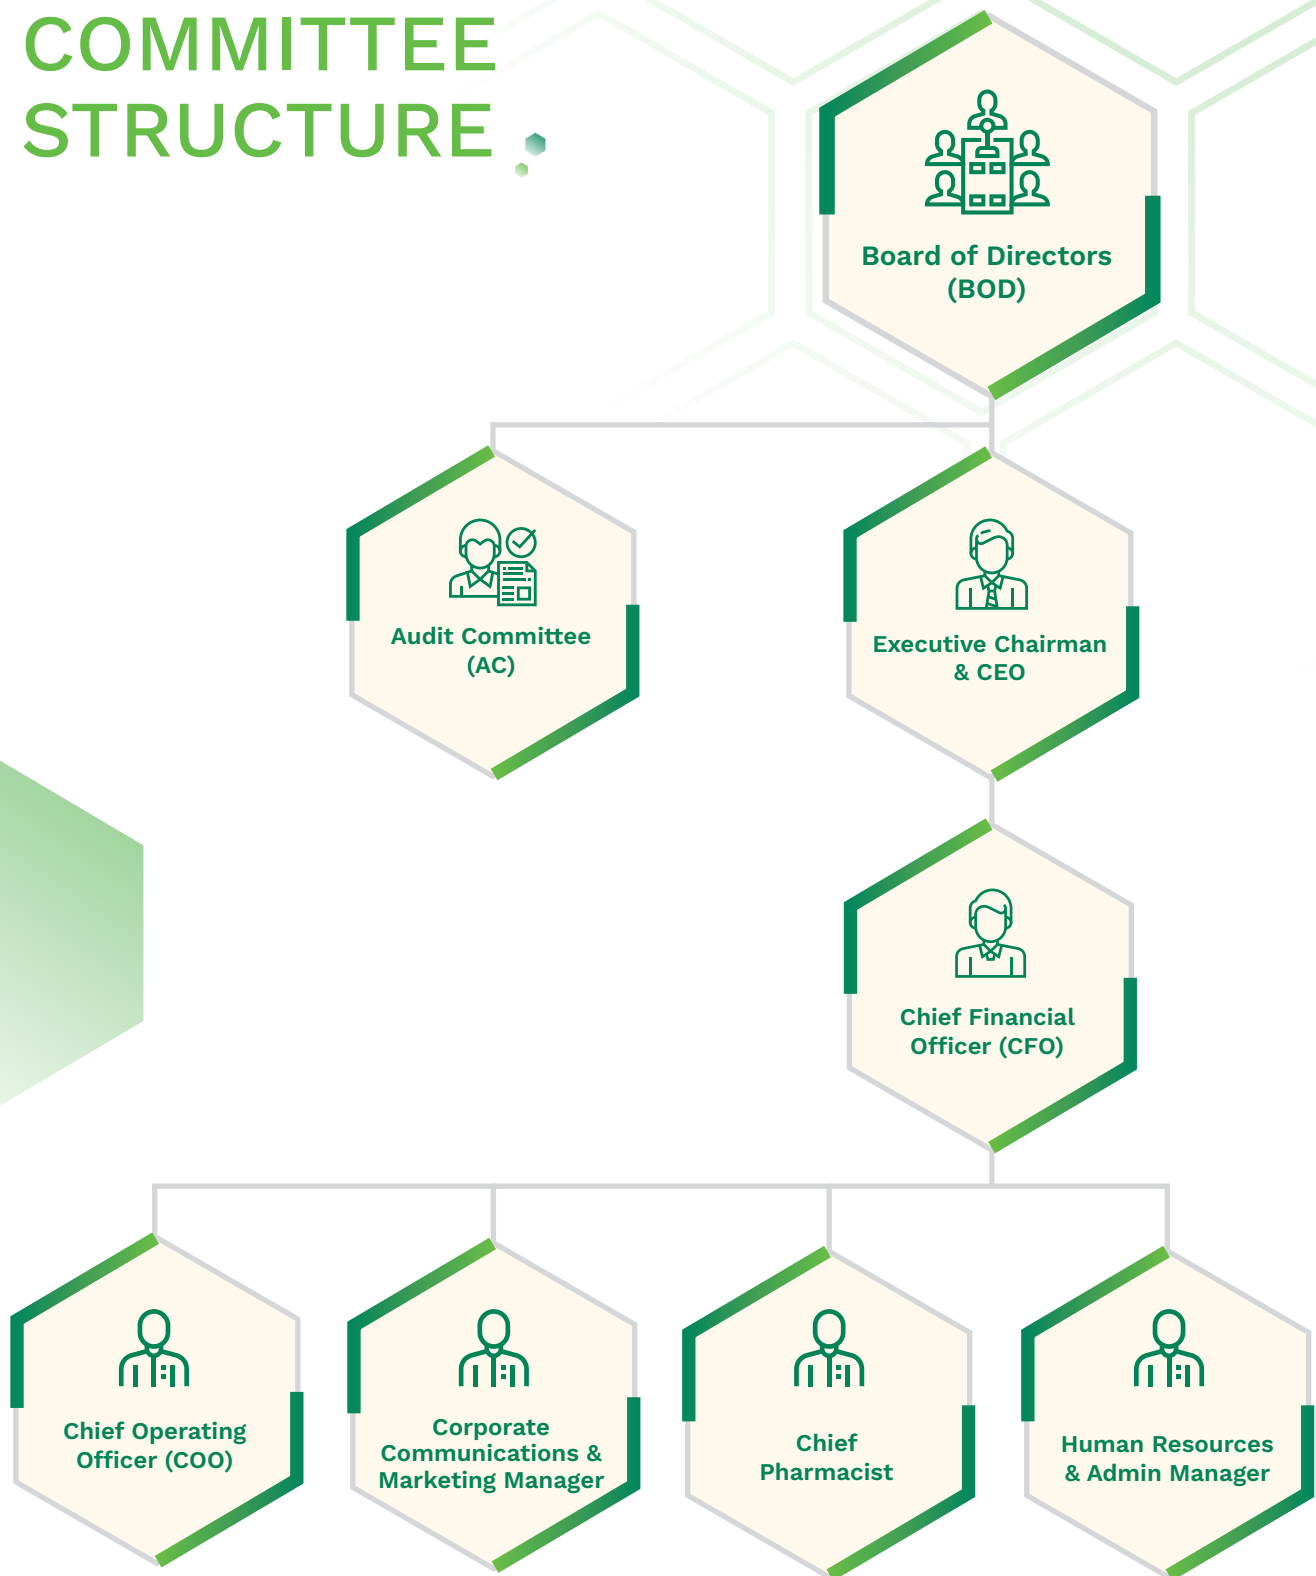 COMMITTEE
STRUCTURE
Board of Directors
(BOD)
Audit Committee
(AC)
Executive Chairman
& CEO
Chief Financial
Officer (CFO)
Chief Operating
Officer (COO)
Corporate
Communications &
Marketing Manager
Chief
Pharmacist
Human Resources
& Admin Manager